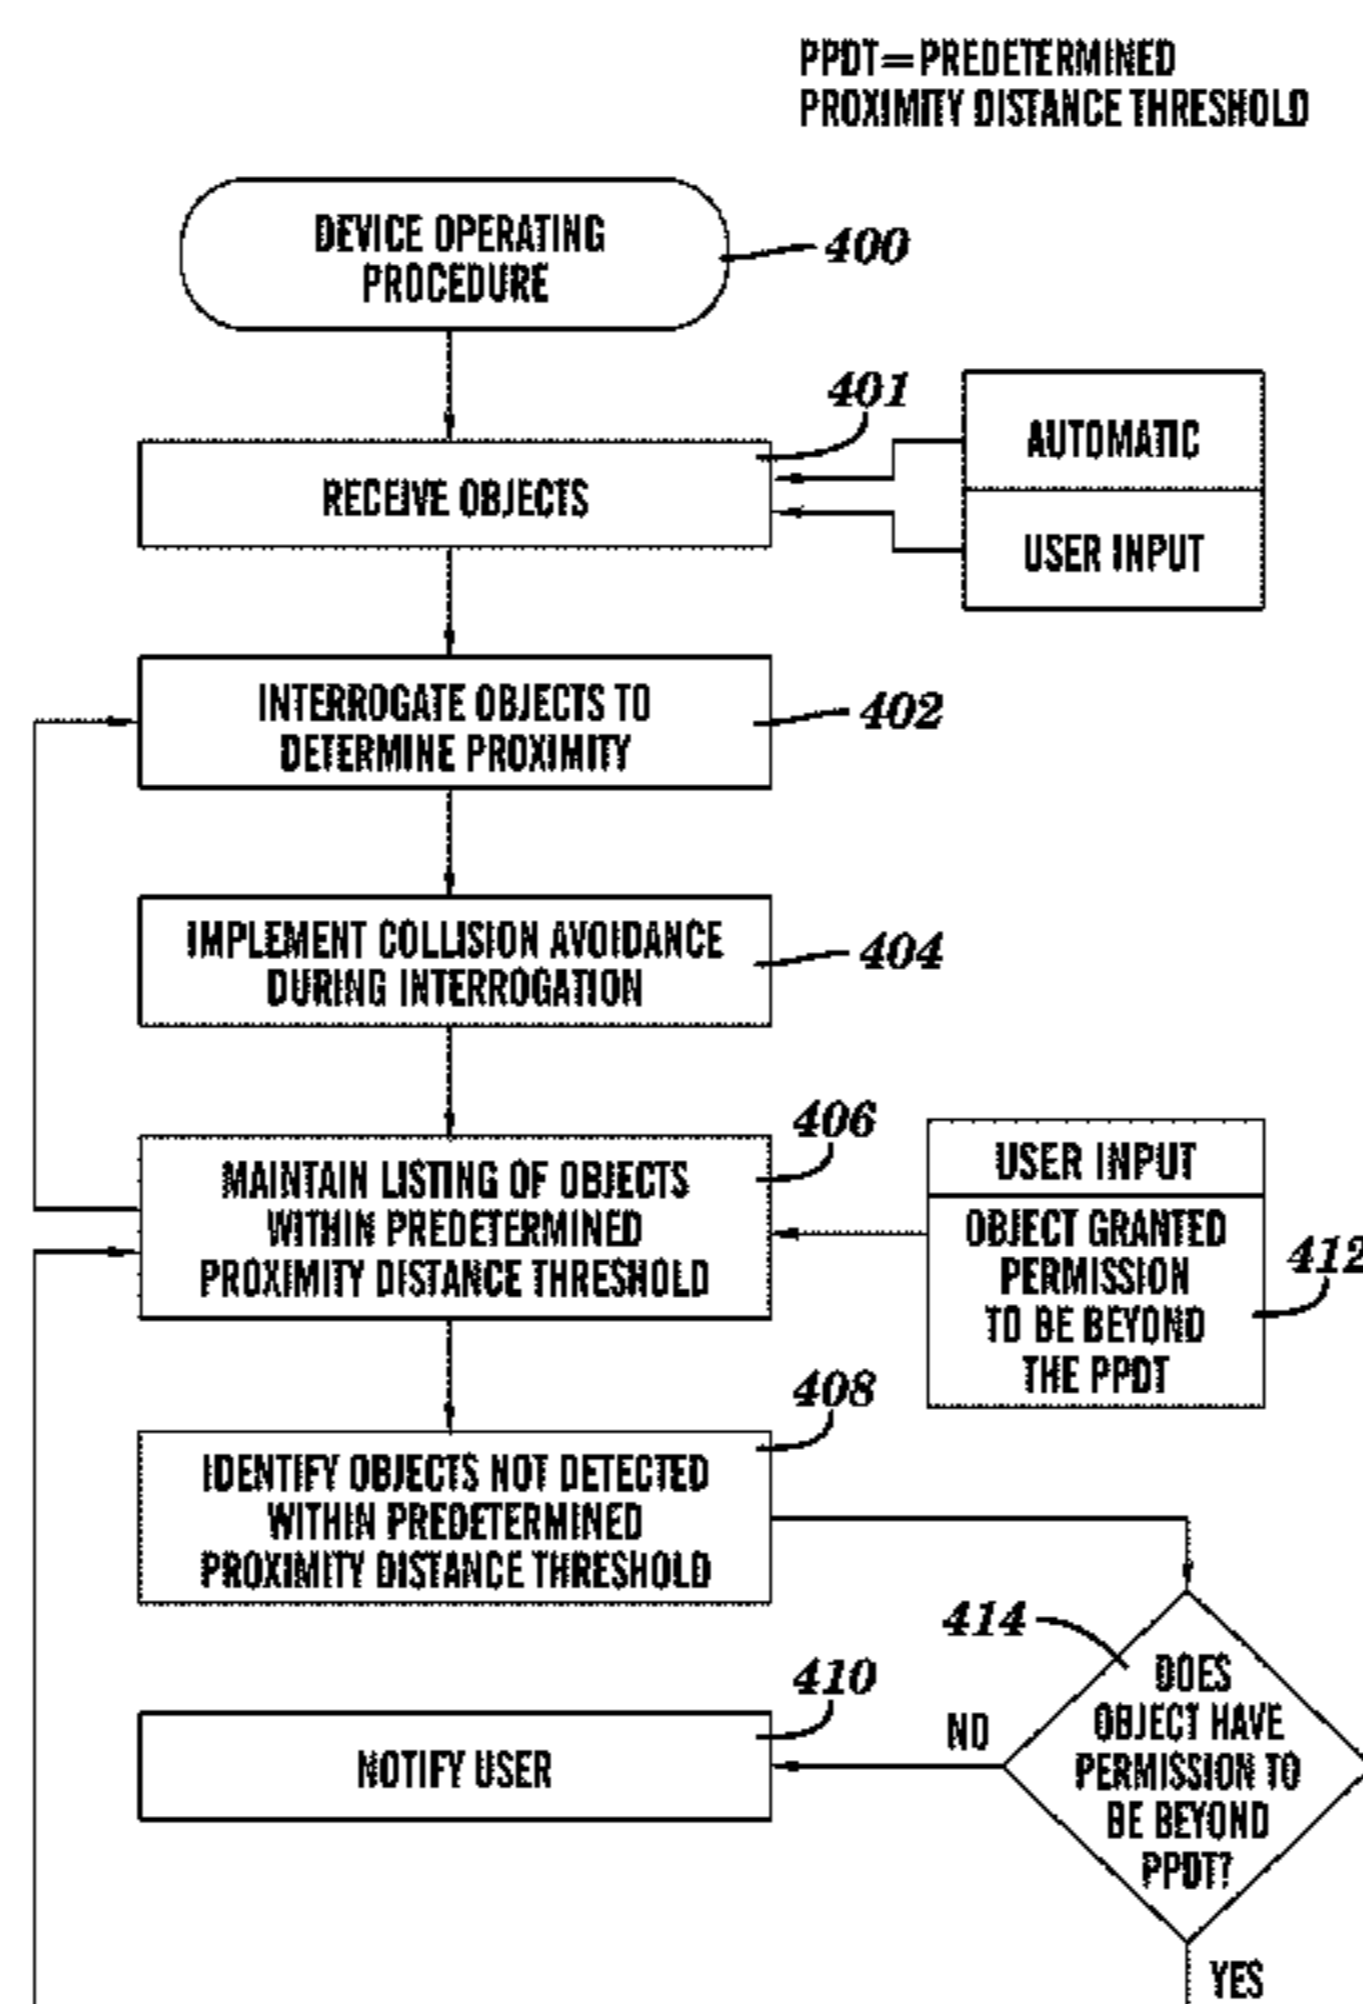 PPDT=PREDETERMINED
PROXIMITY DISTANCE THRESHOLD
DEVICE OPERATING
PROCEDURE
400
401
RECEIVE OBJECTS
AUTOMATIC
USER INPUT
INTERROGATE OBJECTS TO
DETERMINE PROXIMITY
402
IMPLEMENT COLLISION AVOIDANCE
DURING INTERROGATION
404
406
MAINTAIN LISTING OF OBJECTS
WITHIN PREDETERMINED
PROXIMITY DISTANCE THRESHOLD
USER INPUT
OBJECT GRANTED
PERMISSION
TO BE BEYOND
THE PPDT
412
408
IDENTIFY OBJECTS NOT DETECTED
WITHIN PREDETERMINED
PROXIMITY DISTANCE THRESHOLD
414
DOES
OBJECT HAVE
PERMISSION TO
BE BEYOND
PPDT?
NO
410
NOTIFY USER
YES